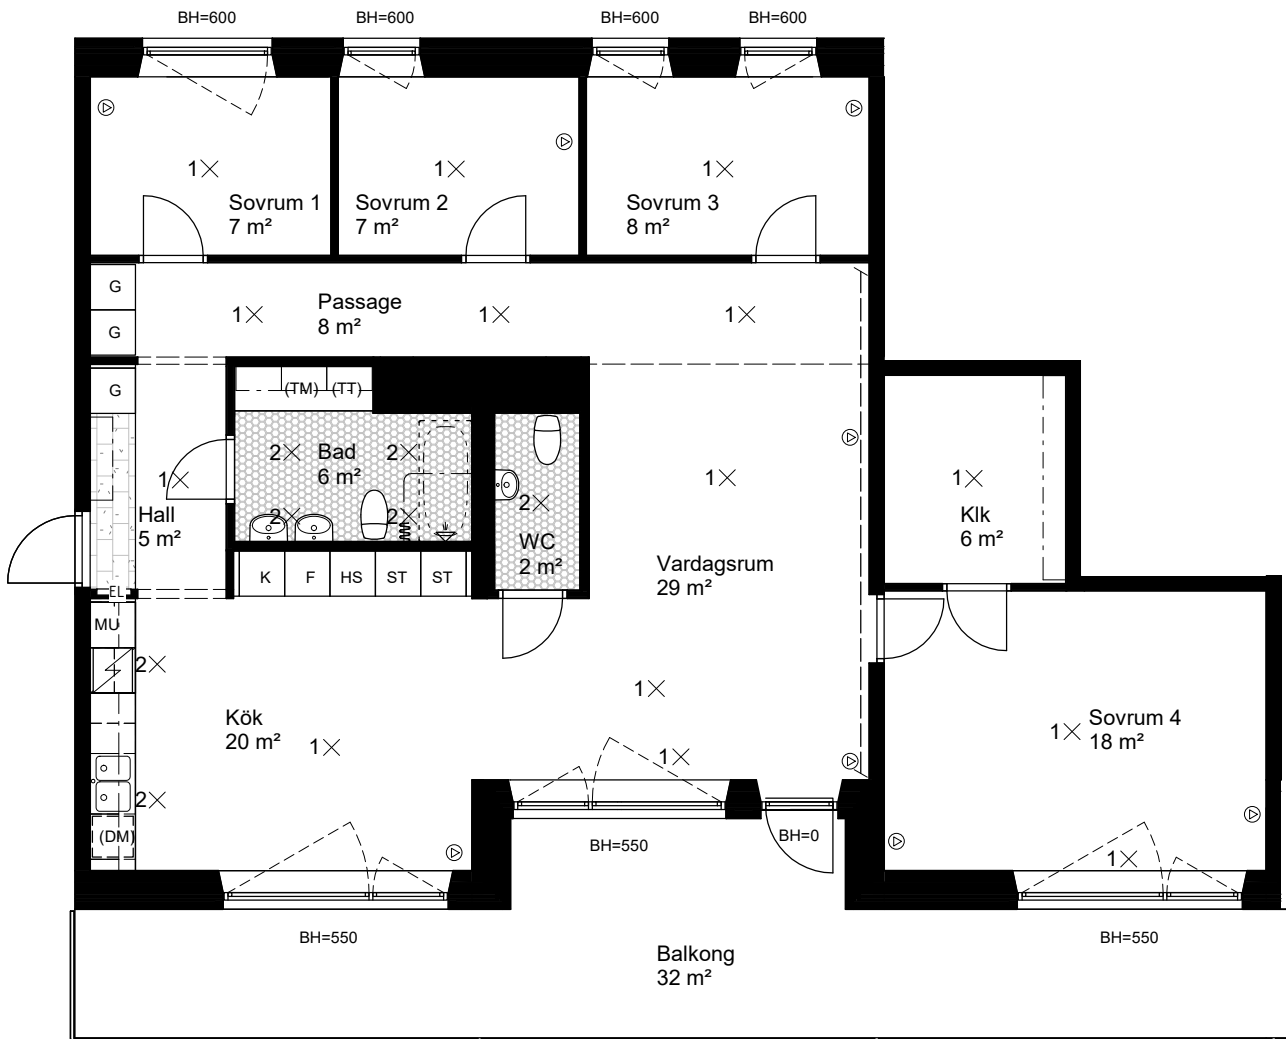 BH=600 BH=600 BH=600 BH=600
1 1 1
Sovrum 1 Sovrum 2 Sovrum 3
7 m² 7 m² 8 m²
G
Passage
1 1 1
8 m²
G
G (TM) (TT)
2 Bad 2
1 6 m² 1 1
2 2 2
Hall Klk
5 m² 6 m²
WC
2 m²
Vardagsrum
29 m²
K F HS ST ST
EL
MU
2
1
Kök Sovrum 4
20 m² 1 1 18 m²
1
2
(DM) BH=0
BH=550
1
BH=550 BH=550
Balkong
32 m²